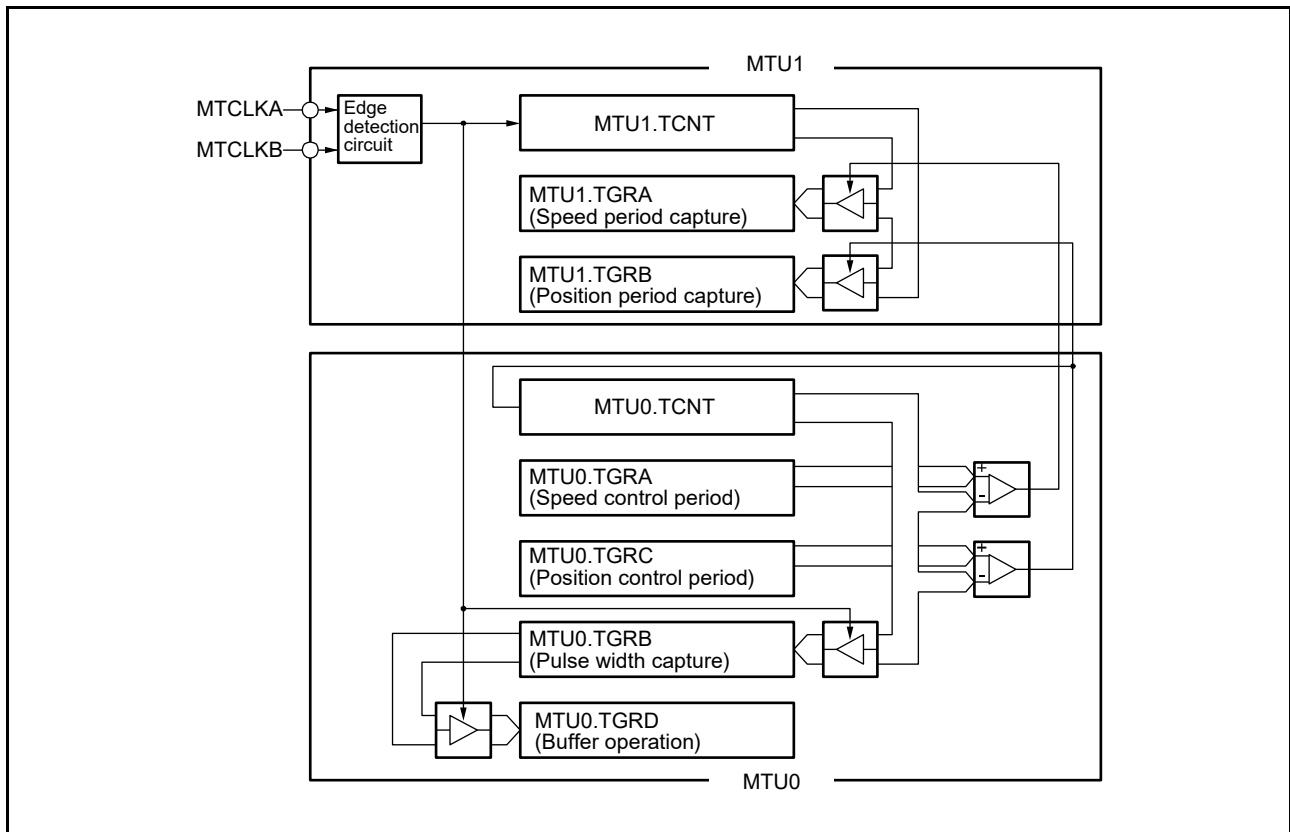 MTU1
MTCLKA
MTCLKB
Edge
detection
circuit
MTU1.TCNT
MTU1.TGRA
(Speed period capture)
MTU1.TGRB
(Position period capture)
MTU0.TCNT
MTU0.TGRA
(Speed control period)
+
-
MTU0.TGRC
(Position control period)
+
-
MTU0.TGRB
(Pulse width capture)
MTU0.TGRD
(Buffer operation)
MTU0